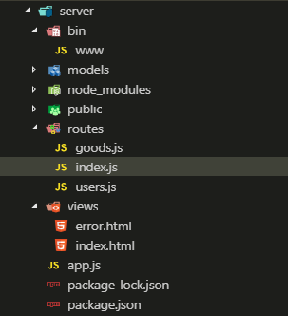 server
bin
JS www
models
node_modules
public
routes
JS goods.js
JS index.js
JS users.js
views
error.html
index.html
JS app.js
package-lock.json
package.json